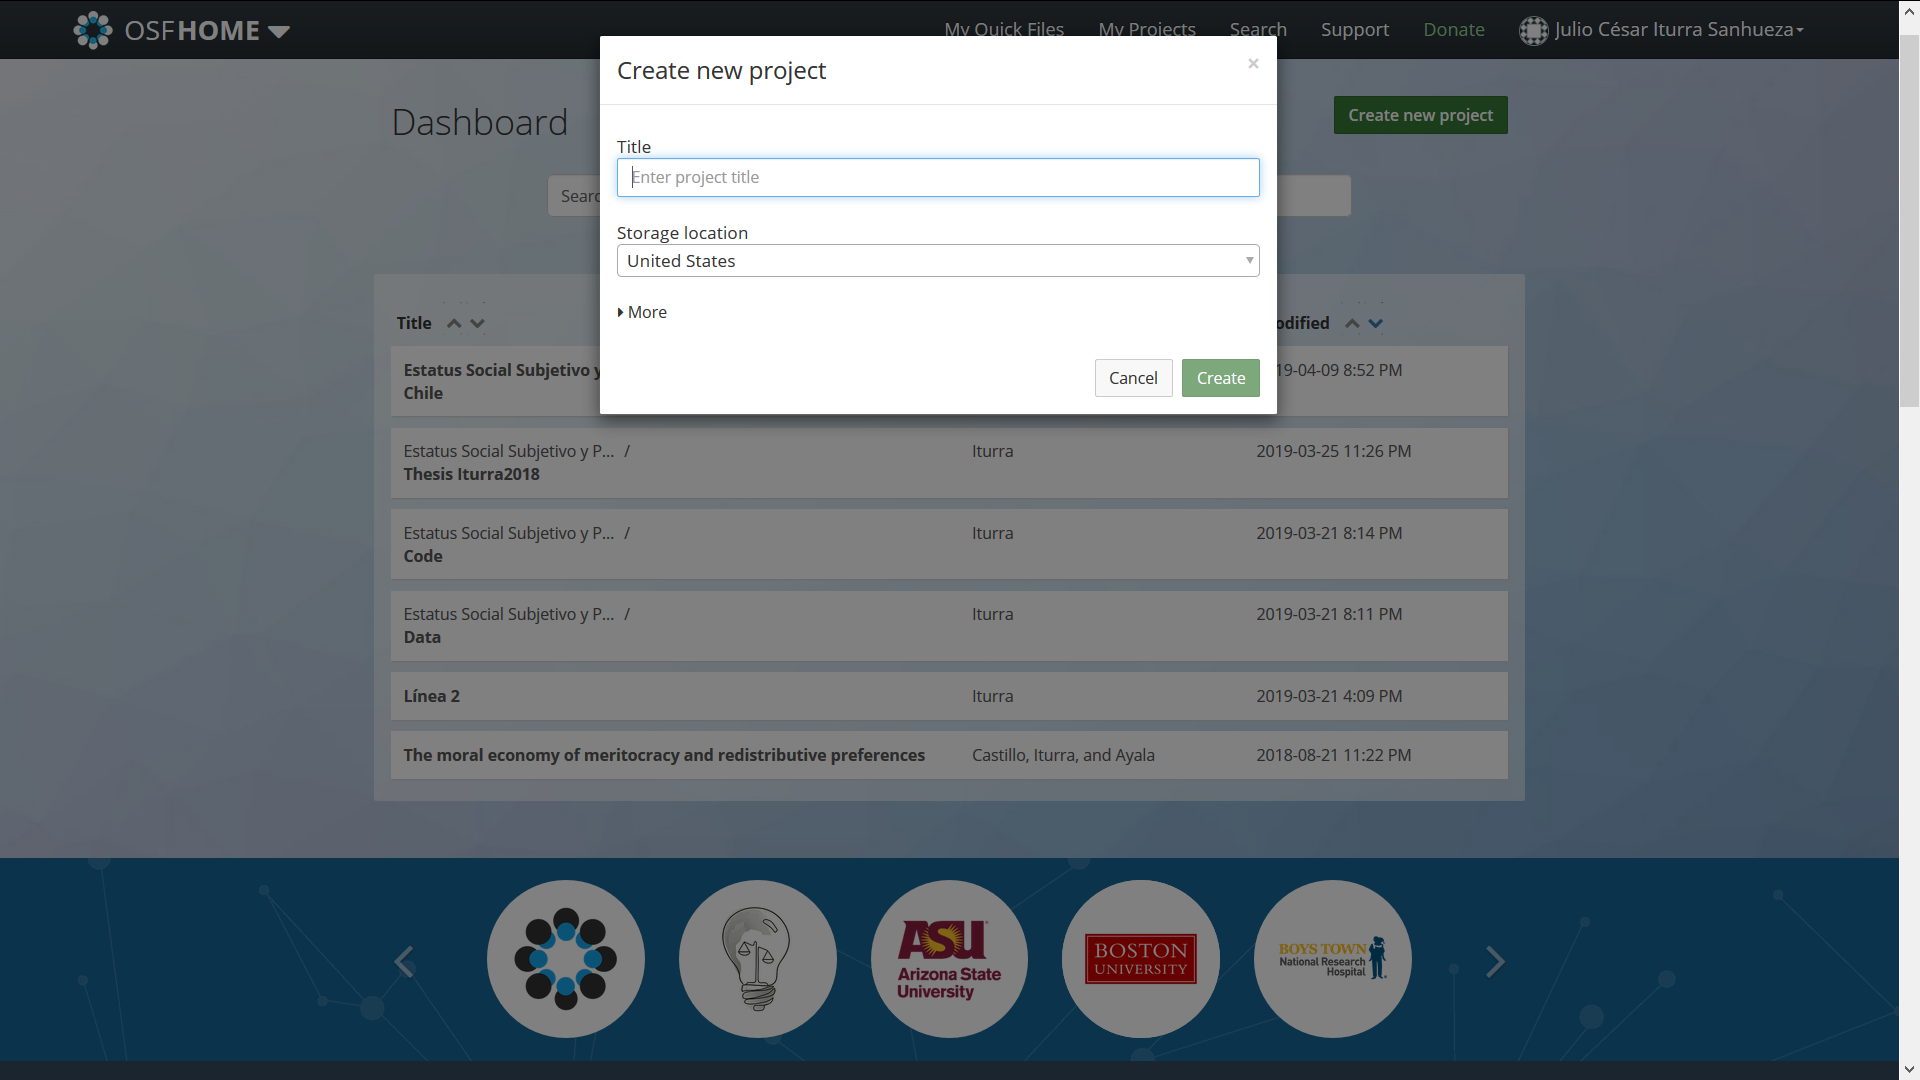 OSFHOME
My Quick Files
My Projects
Search
Support
Donate
Julio César Iturra Sanhueza
Create new project
×
Dashboard
Create new project
Title
Enter project title
Storage location
United States
More
Cancel
Create
Title
Estatus Social Subjetivo y
Chile
19-04-09 8:52 PM
Estatus Social Subjetivo y P... /
Thesis Iturra2018
Iturra
2019-03-25 11:26 PM
Estatus Social Subjetivo y P... /
Code
Iturra
2019-03-21 8:14 PM
Estatus Social Subjetivo y P... /
Data
Iturra
2019-03-21 8:11 PM
Línea 2
Iturra
2019-03-21 4:09 PM
The moral economy of meritocracy and redistributive preferences
Castillo, Iturra, and Ayala
2018-08-21 11:22 PM
ASU
Arizona State
University
BOSTON
UNIVERSITY
BOYS TOWN
National Research
Hospital